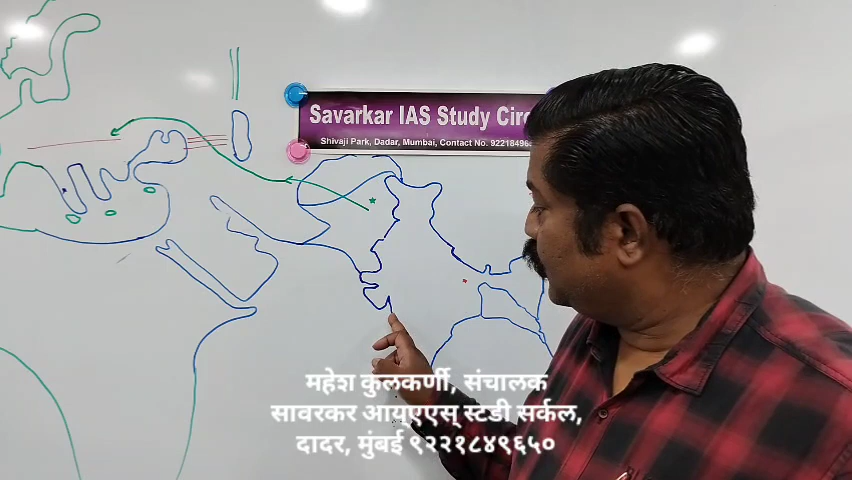 Savarkar IAS Study Circ
Shivaji Park, Dadar, Mumbai, Contact No. 92218496
महेश कुलकर्णी, संचालक
सावरकर आयएएस् स्टडी सर्कल,
दादर, मुंबई ९२२१८४९६५०